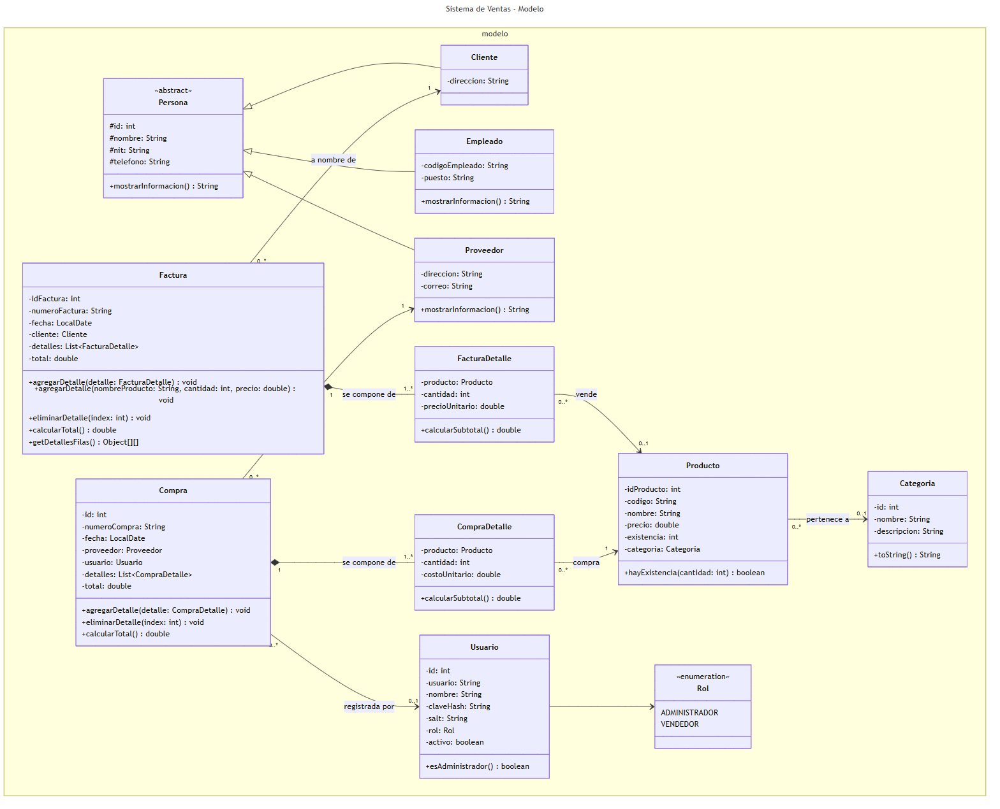 Sistema de Ventas - Modelo
modelo
Cliente
-direccion: String
«abstract»
Persona
#id: int
#nombre: String
#nit: String
#telefono: String
+mostrarInformacion() : String
1
a nombre de
0..*
Empleado
-codigoEmpleado: String
-puesto: String
+mostrarInformacion() : String
Proveedor
-direccion: String
-correo: String
+mostrarInformacion() : String
1
Factura
-idFactura: int
-numeroFactura: String
-fecha: LocalDate
-cliente: Cliente
-detalles: List<FacturaDetalle>
-total: double
+agregarDetalle(detalle: FacturaDetalle) : void
+agregarDetalle(nombreProducto: String, cantidad: int, precio: double) :
void
+eliminarDetalle(index: int) : void
+calcularTotal() : double
+getDetallesFilas() : Object[][]
1
se compone de
1..*
FacturaDetalle
-producto: Producto
-cantidad: int
-precioUnitario: double
+calcularSubtotal() : double
0..*
vende
0..1
0..*
Compra
-id: int
-numeroCompra: String
-fecha: LocalDate
-proveedor: Proveedor
-usuario: Usuario
-detalles: List<CompraDetalle>
-total: double
+agregarDetalle(detalle: CompraDetalle) : void
+eliminarDetalle(index: int) : void
+calcularTotal() : double
1
se compone de
1..*
CompraDetalle
-producto: Producto
-cantidad: int
-costoUnitario: double
+calcularSubtotal() : double
0..*
compra
1
Producto
-idProducto: int
-codigo: String
-nombre: String
-precio: double
-existencia: int
-categoria: Categoria
+hayExistencia(cantidad: int) : boolean
0..*
pertenece a
0..1
Categoria
-id: int
-nombre: String
-descripcion: String
+toString() : String
0..*
registrada por
0..1
Usuario
-id: int
-usuario: String
-nombre: String
-claveHash: String
-salt: String
-rol: Rol
-activo: boolean
+esAdministrador() : boolean
«enumeration»
Rol
ADMINISTRADOR
VENDEDOR